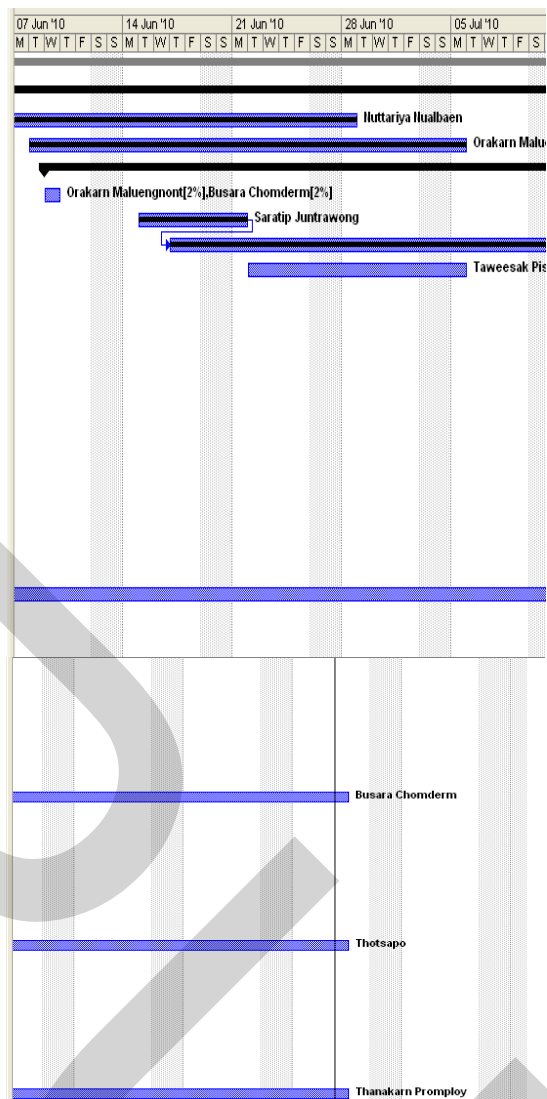 07 Jun '10 14 Jun '10 21 Jun '10 28 Jun '10 05 Jul '10
M T W T F S S M T W T F S S M T W T F S S M T W T F S S M T W T F S
Nuttariya Nualbaen
Orakarn Malue
Orakarn Maluengnont[2%],Busara Chomderm[2%]
Saratip Juntrawong
Taweesak Pis
Busara Chomderm
Thotsapo
Thanakarn Promploy